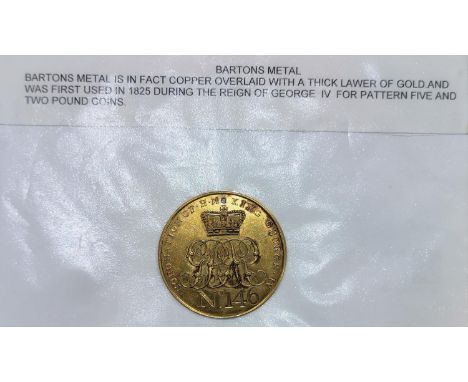 BARTONS METAL
BARTONS METAL IS IN FACT COPPER OVERLAID WITH A THICK LAWER OF GOLD AND
WAS FIRST USED IN 1825 DURING THE REIGN OF GEORGE IV FOR PATTERN FIVE AND
TWO POUND COINS.
OF
N 146